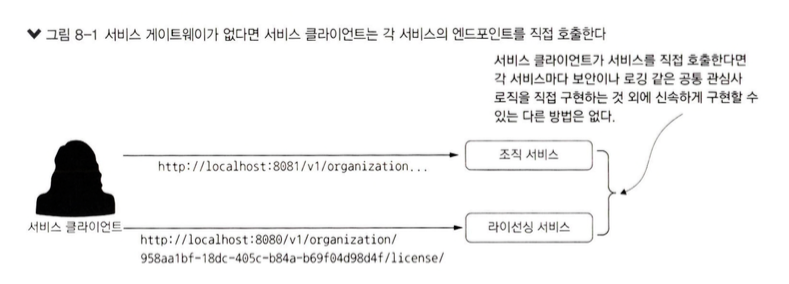 그림 8-1 서비스 게이트웨이가 없다면 서비스 클라이언트는 각 서비스의 엔드포인트를 직접 호출한다
서비스 클라이언트가 서비스를 직접 호출한다면
각 서비스마다 보안이나 로깅 같은 공통 관심사
로직을 직접 구현하는 것 외에 신속하게 구현할 수
있는 다른 방법은 없다.
조직 서비스
http://localhost:8081/v1/organization...
서비스 클라이언트
라이선싱 서비스
http://localhost:8080/v1/organization/
958aa1bf-18dc-405c-b84a-b69f04d98d4f/license/